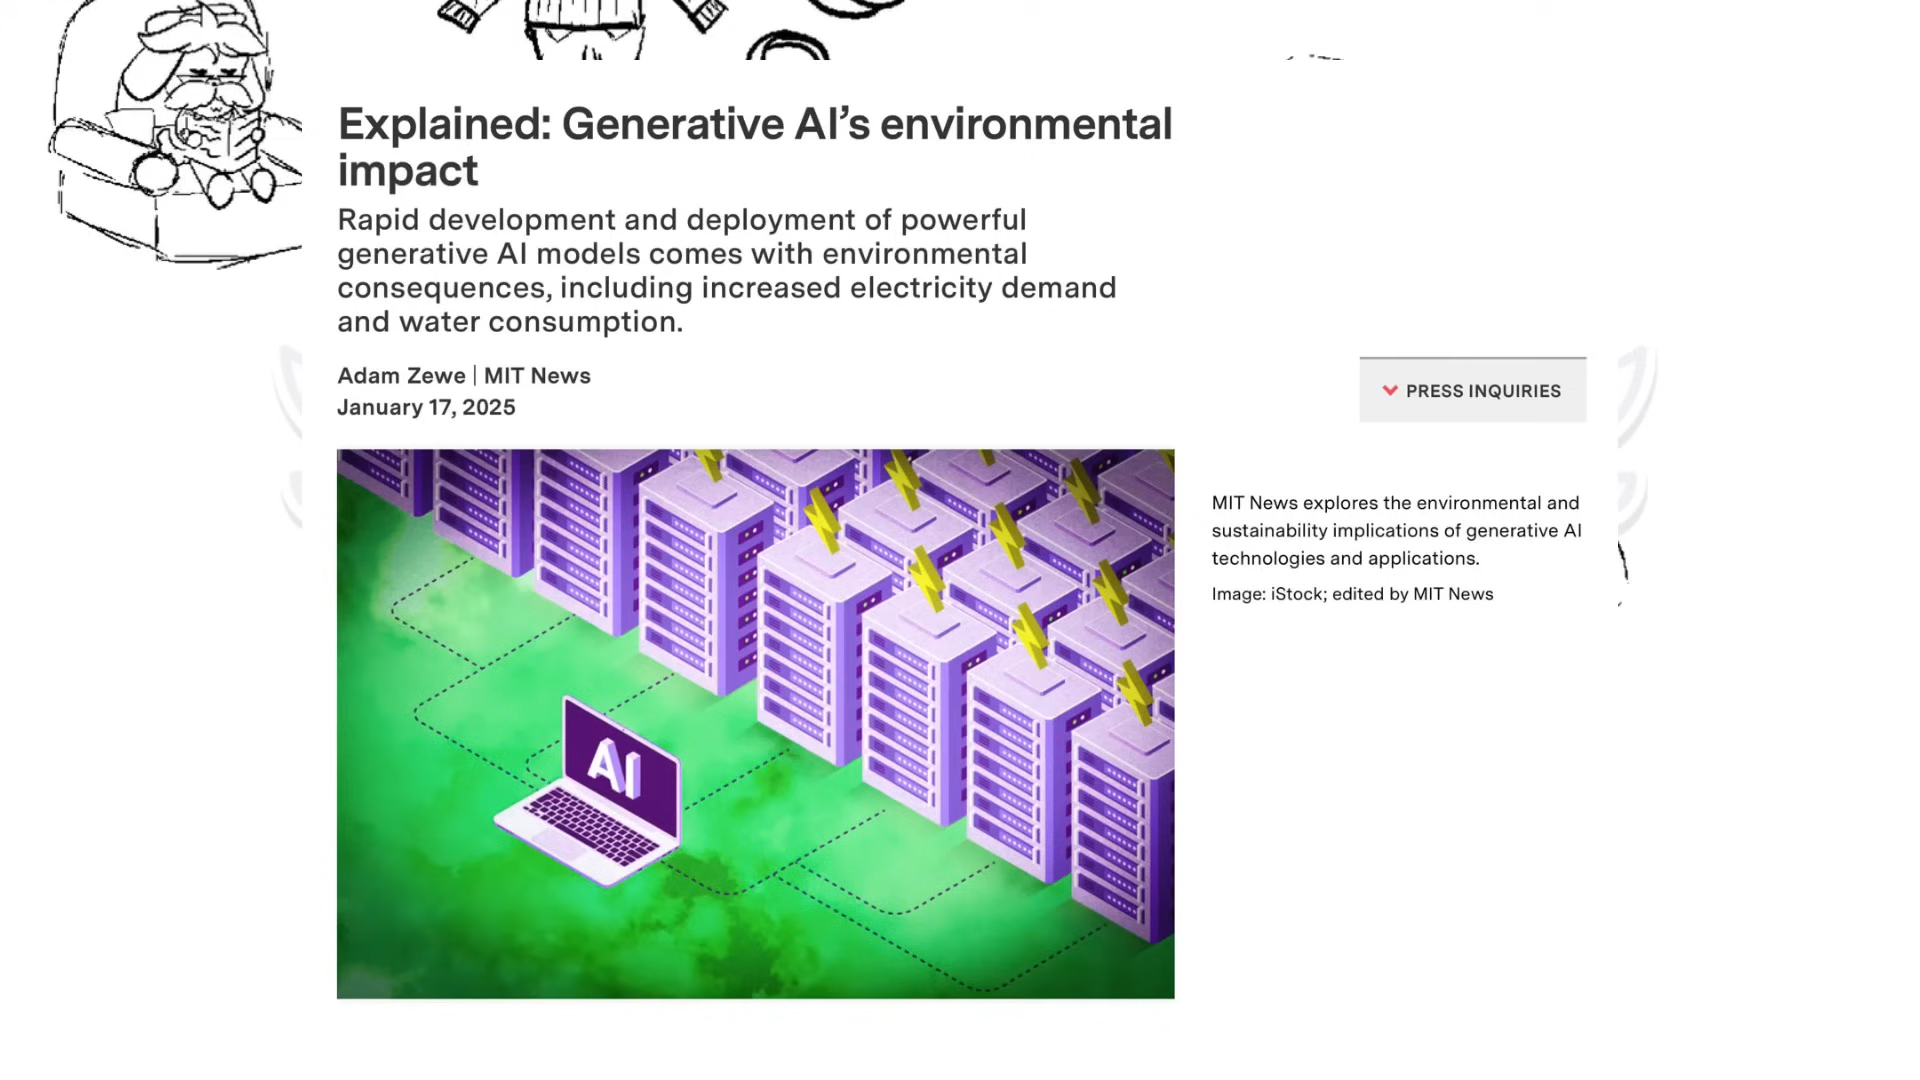 Explained: Generative AI’s environmental
impact
Rapid development and deployment of powerful
generative AI models comes with environmental
consequences, including increased electricity demand
and water consumption.
Adam Zewe | MIT News
January 17, 2025
PRESS INQUIRIES
MIT News explores the environmental and
sustainability implications of generative AI
technologies and applications.
Image: iStock; edited by MIT News
AI